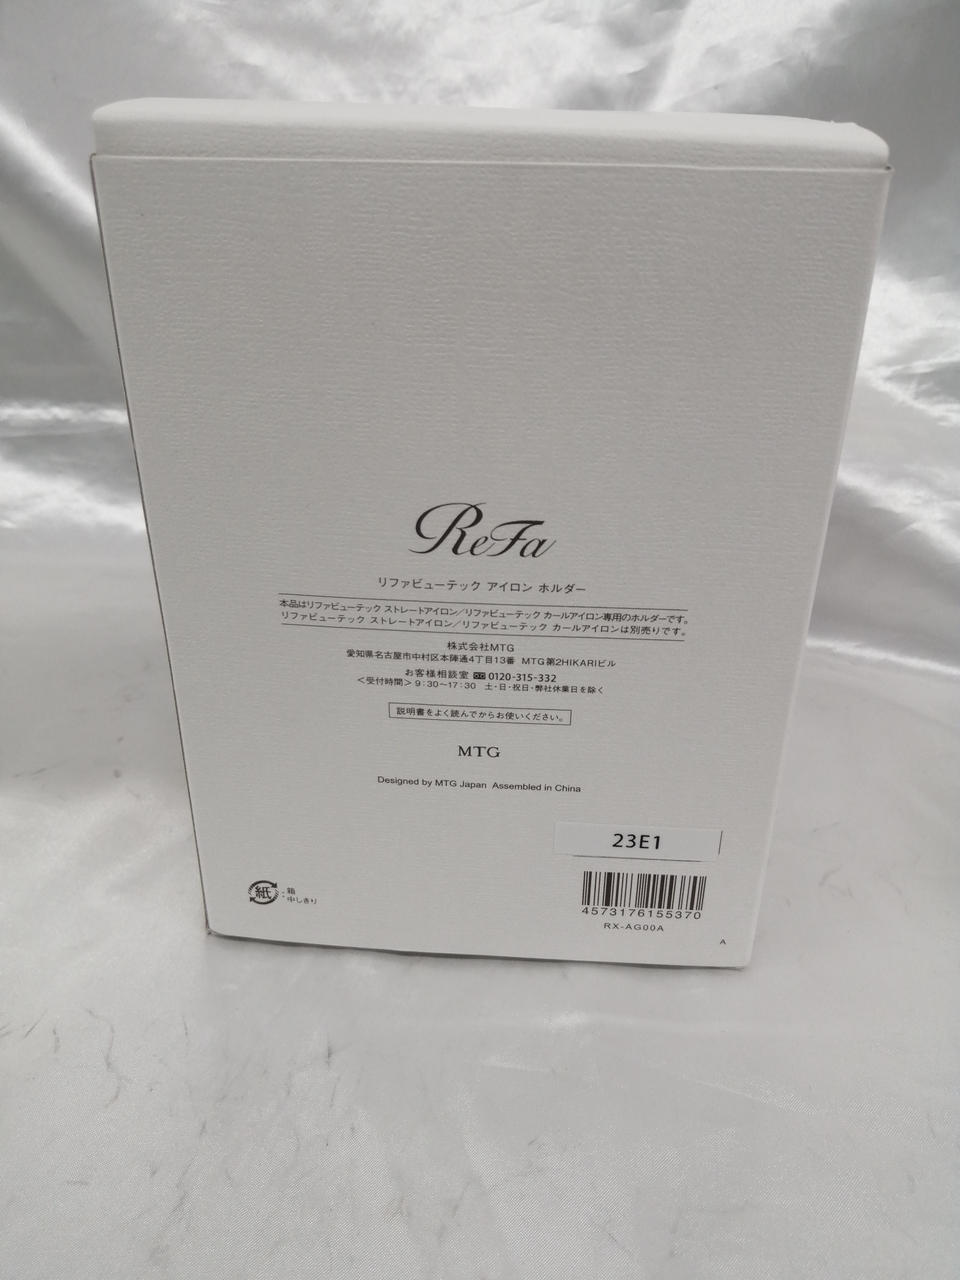 ReFa
リファビューテック アイロン ホルダー
本品はリファビューテック ストレートアイロン／リファビューテック カールアイロン専用のホルダーです。
リファビューテック ストレートアイロン／リファビューテック カールアイロンは別売りです。
株式会社MTG
愛知県名古屋市中村区本陣通4丁目13番 MTG第2HIKARIビル
お客様相談室 0120-315-332
＜受付時間＞9:30〜17:30 土・日・祝日・弊社休業日を除く
説明書をよく読んでからお使いください。
MTG
Designed by MTG Japan Assembled in China
23E1
紙：箱
中しきり
4573176155370
RX-AG00A
A